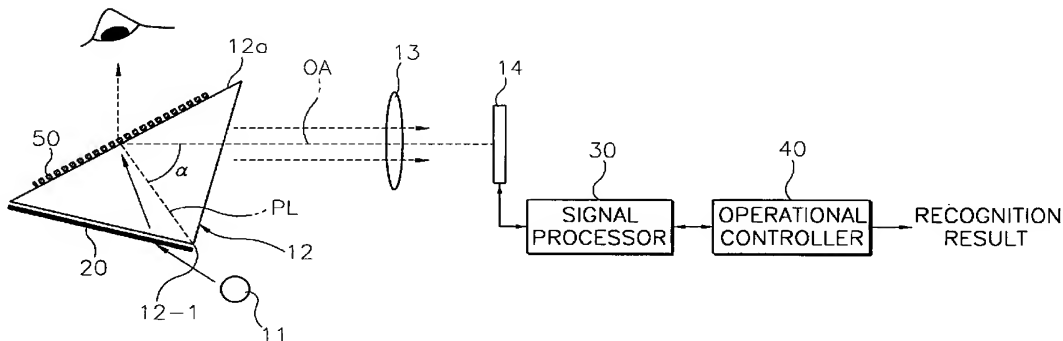 12a
OA
13
14
50
α
PL
30
40
SIGNAL
PROCESSOR
OPERATIONAL
CONTROLLER
RECOGNITION
RESULT
20
12
12-1
11